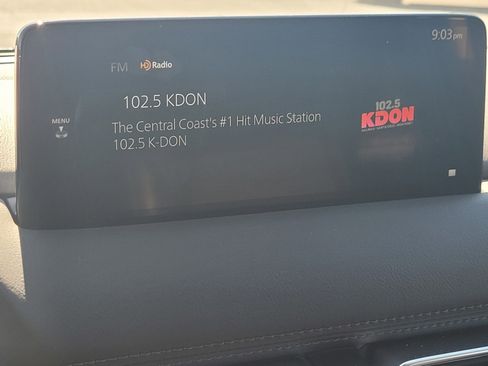 9:03 pm
FM HD Radio
102.5 KDON
MENU
The Central Coast's #1 Hit Music Station
102.5 K-DON
102.5
KDON